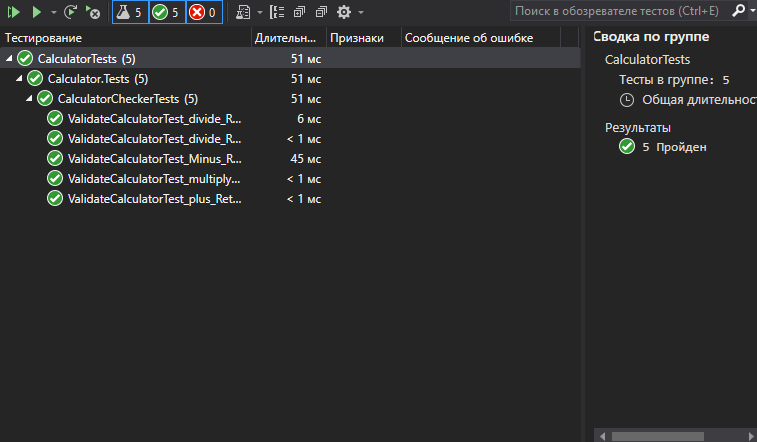 5 5 0
Поиск в обозревателе тестов (Ctrl+E)
Тестирование Длительн... Признаки Сообщение об ошибке
CalculatorTests (5) 51 мс
Calculator.Tests (5) 51 мс
CalculatorCheckerTests (5) 51 мс
ValidateCalculatorTest_divide_R... 6 мс
ValidateCalculatorTest_divide_R... < 1 мс
ValidateCalculatorTest_Minus_R... 45 мс
ValidateCalculatorTest_multiply... < 1 мс
ValidateCalculatorTest_plus_Ret... < 1 мс
Сводка по группе
CalculatorTests
Тесты в группе: 5
Общая длительнос
Результаты
5 Пройден